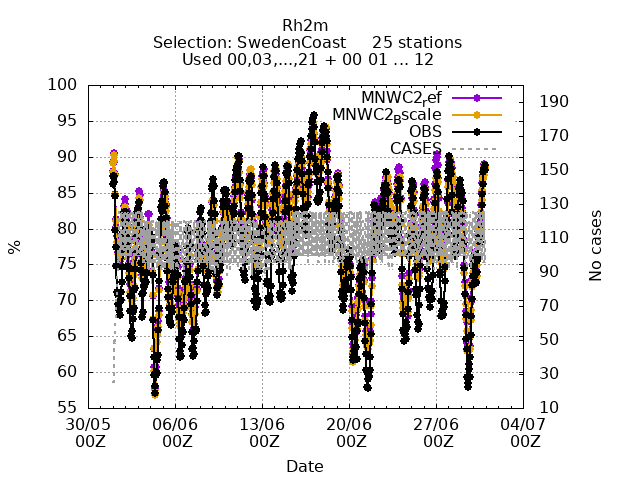 Rh2m
Selection: SwedenCoast 25 stations
Used 00,03,...,21 + 00 01 ... 12
MNWC2_ref
MNWC2_Bscale
OBS
CASES
100
95
90
85
80
75
70
65
60
55
%
190
170
150
130
110
90
70
50
30
10
No cases
30/05 06/06 13/06 20/06 27/06 04/07
00Z 00Z 00Z 00Z 00Z 00Z
Date